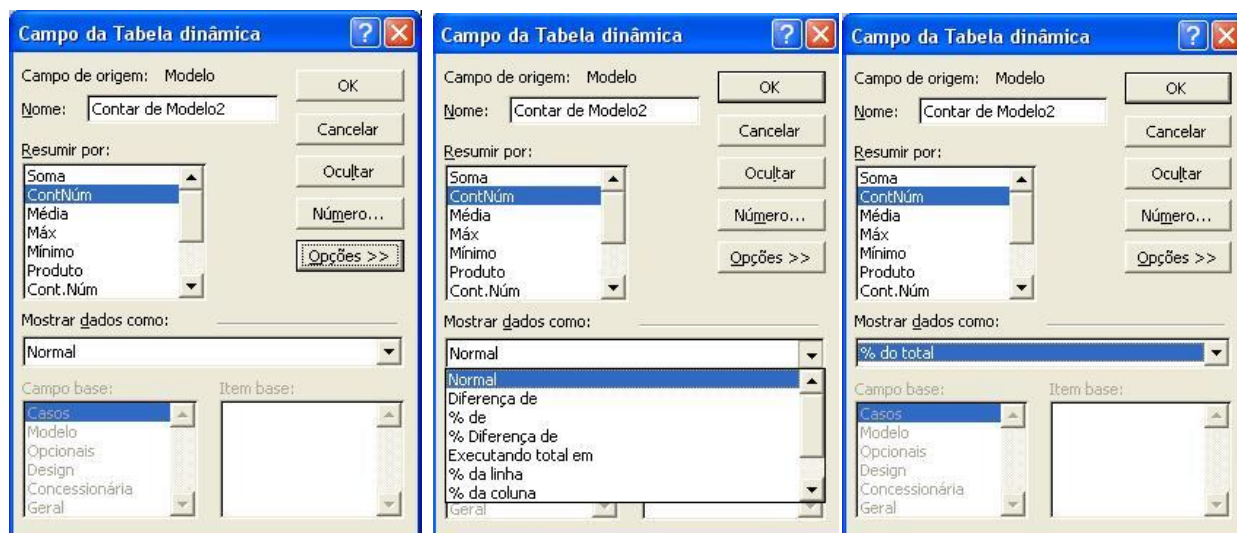 Campo da Tabela dinâmica
Campo de origem: Modelo
OK
Nome: Contar de Modelo2
Cancelar
Resumir por:
Soma
ContNúm
Média
Máx
Mínimo
Produto
Cont.Núm
Ocultar
Número...
Opções >>
Mostrar dados como:
Normal
Campo base:
Item base:
Casos
Modelo
Opcionais
Design
Concessionária
Geral
Campo da Tabela dinâmica
Campo de origem: Modelo
OK
Nome: Contar de Modelo2
Cancelar
Resumir por:
Soma
ContNúm
Média
Máx
Mínimo
Produto
Cont.Núm
Ocultar
Número...
Opções >>
Mostrar dados como:
Normal
Normal
Diferença de
% de
% Diferença de
Executando total em
% da linha
% da coluna
Geral
Campo da Tabela dinâmica
Campo de origem: Modelo
OK
Nome: Contar de Modelo2
Cancelar
Resumir por:
Soma
ContNúm
Média
Máx
Mínimo
Produto
Cont.Núm
Ocultar
Número...
Opções >>
Mostrar dados como:
% do total
Campo base:
Item base:
Casos
Modelo
Opcionais
Design
Concessionária
Geral